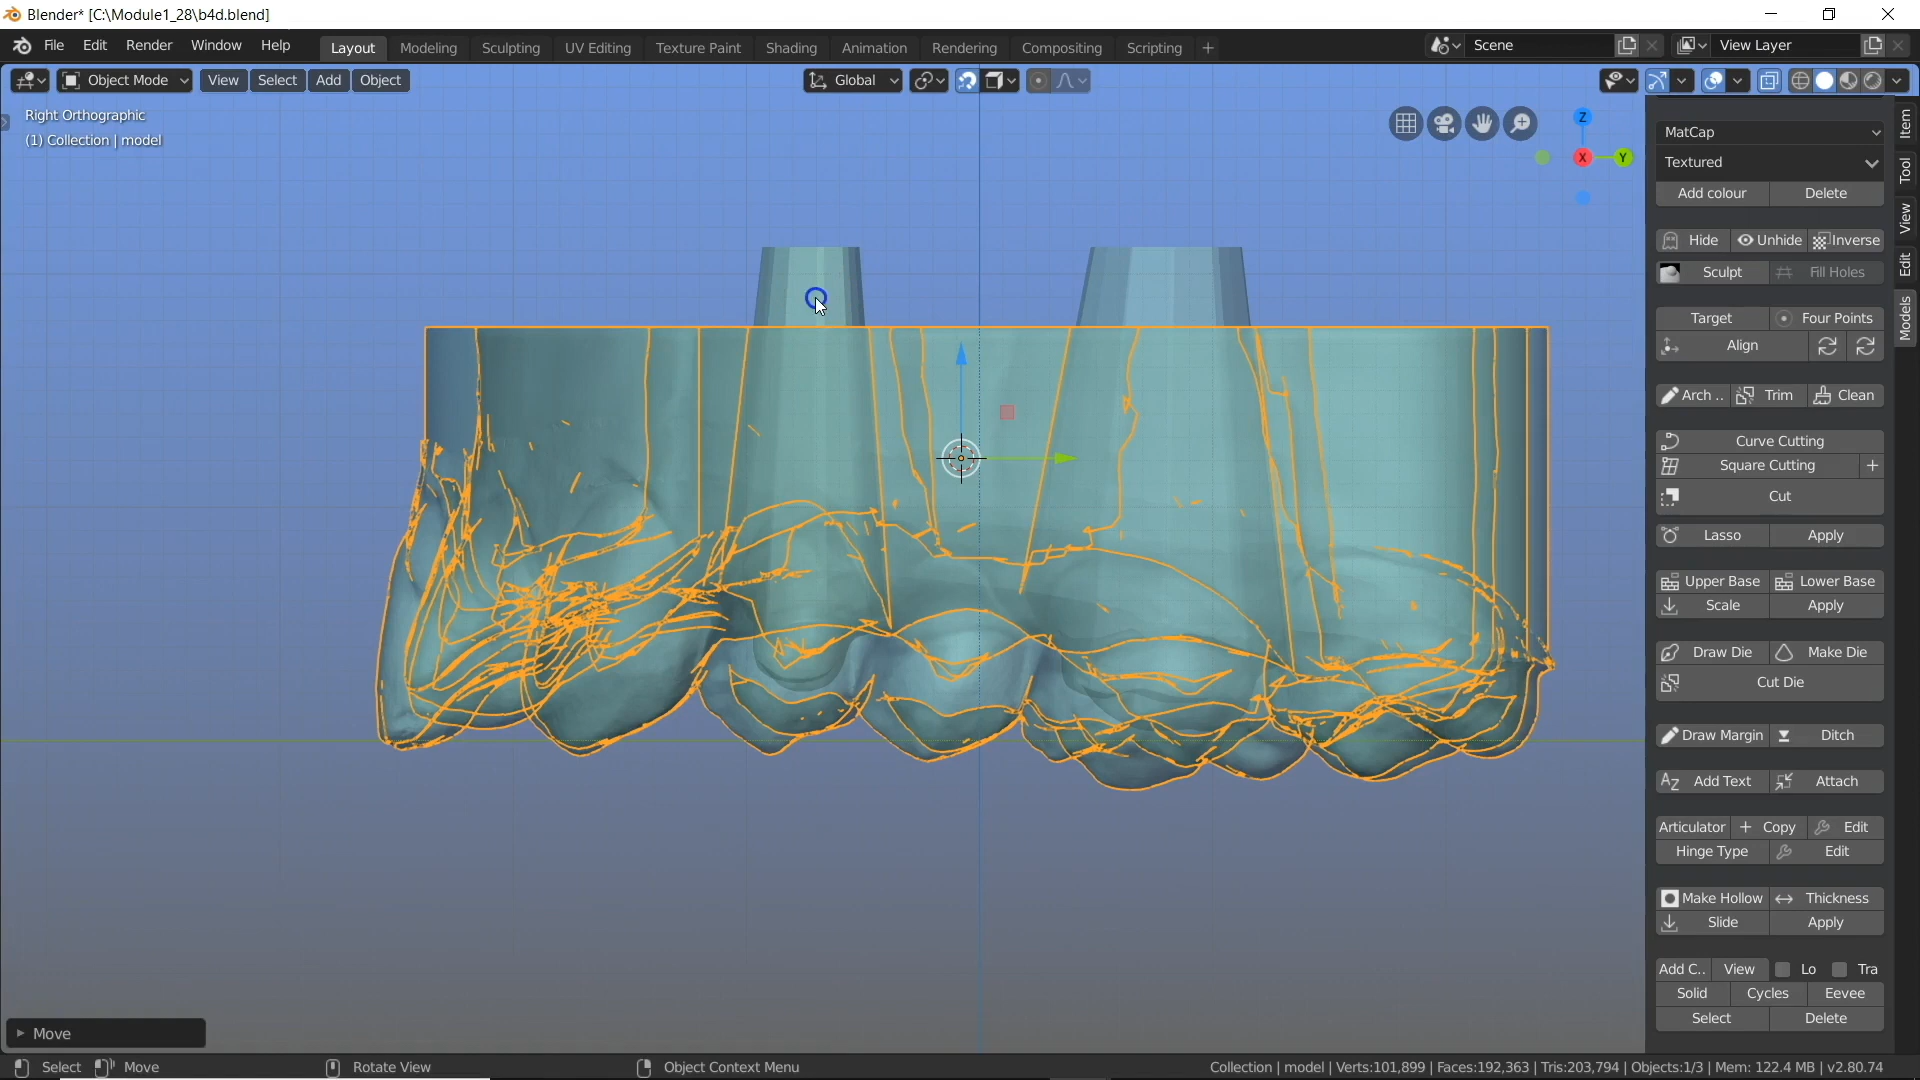 Blender* [C:\Module1_28\b4d.blend]
File Edit Render Window Help Layout Modeling Sculpting UV Editing Texture Paint Shading Animation Rendering Compositing Scripting + Scene View Layer
Object Mode View Select Add Object Global
Right Orthographic
(1) Collection | model
Z
X
Y
Item
Tool
View
Edit
Models
MatCap
Textured
Add colour Delete
Hide Unhide Inverse
Sculpt Fill Holes
Target Four Points
Align
Arch .. Trim Clean
Curve Cutting
Square Cutting +
Cut
Lasso Apply
Upper Base Lower Base
Scale Apply
Draw Die Make Die
Cut Die
Draw Margin Ditch
Add Text Attach
Articulator + Copy Edit
Hinge Type Edit
Make Hollow Thickness
Slide Apply
Add C.. View Lo Tra
Solid Cycles Eevee
Select Delete
Move
Select Move Rotate View Object Context Menu Collection | model | Verts:101,899 | Faces:192,363 | Tris:203,794 | Objects:1/3 | Mem: 122.4 MB | v2.80.74